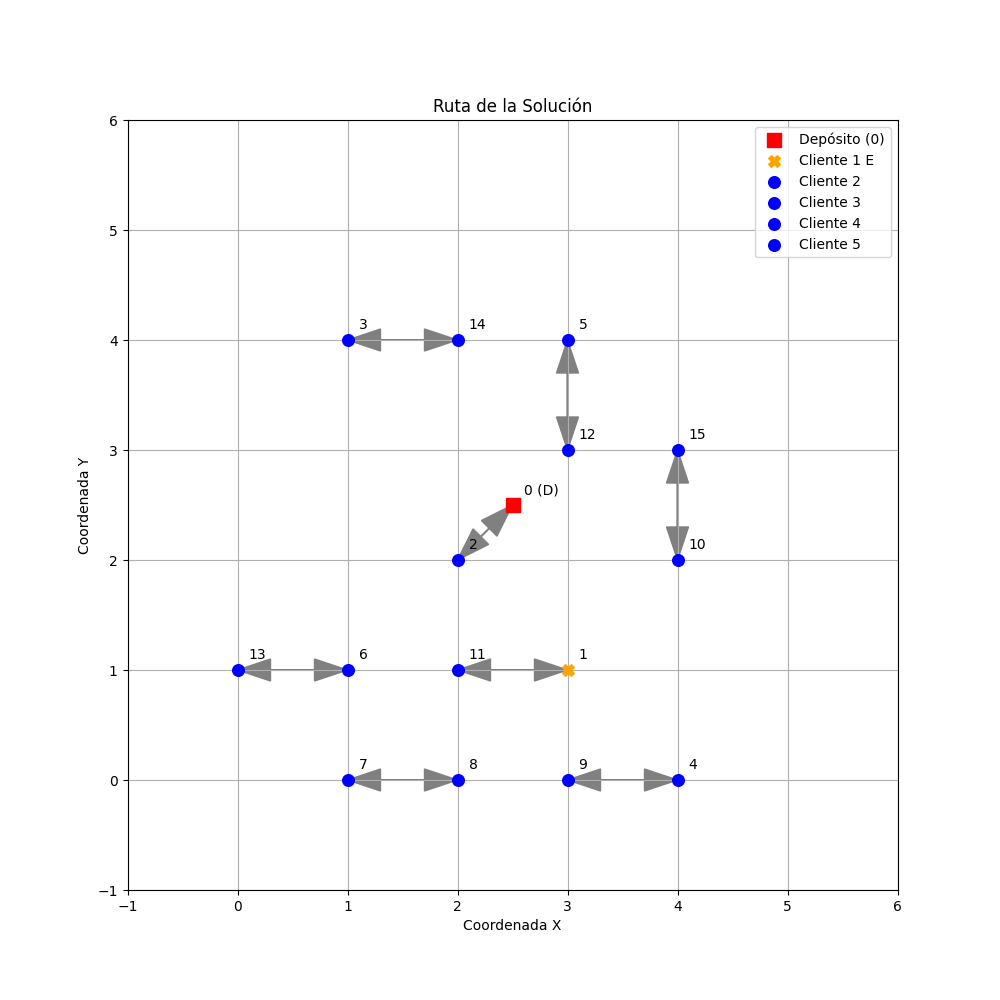 Ruta de la Solución
Depósito (0)
Cliente 1 E
Cliente 2
Cliente 3
Cliente 4
Cliente 5
6
5
4
3
2
1
0
−1
Coordenada Y
3
14
5
12
15
0 (D)
2
10
13
6
11
1
7
8
9
4
−1 0 1 2 3 4 5 6
Coordenada X